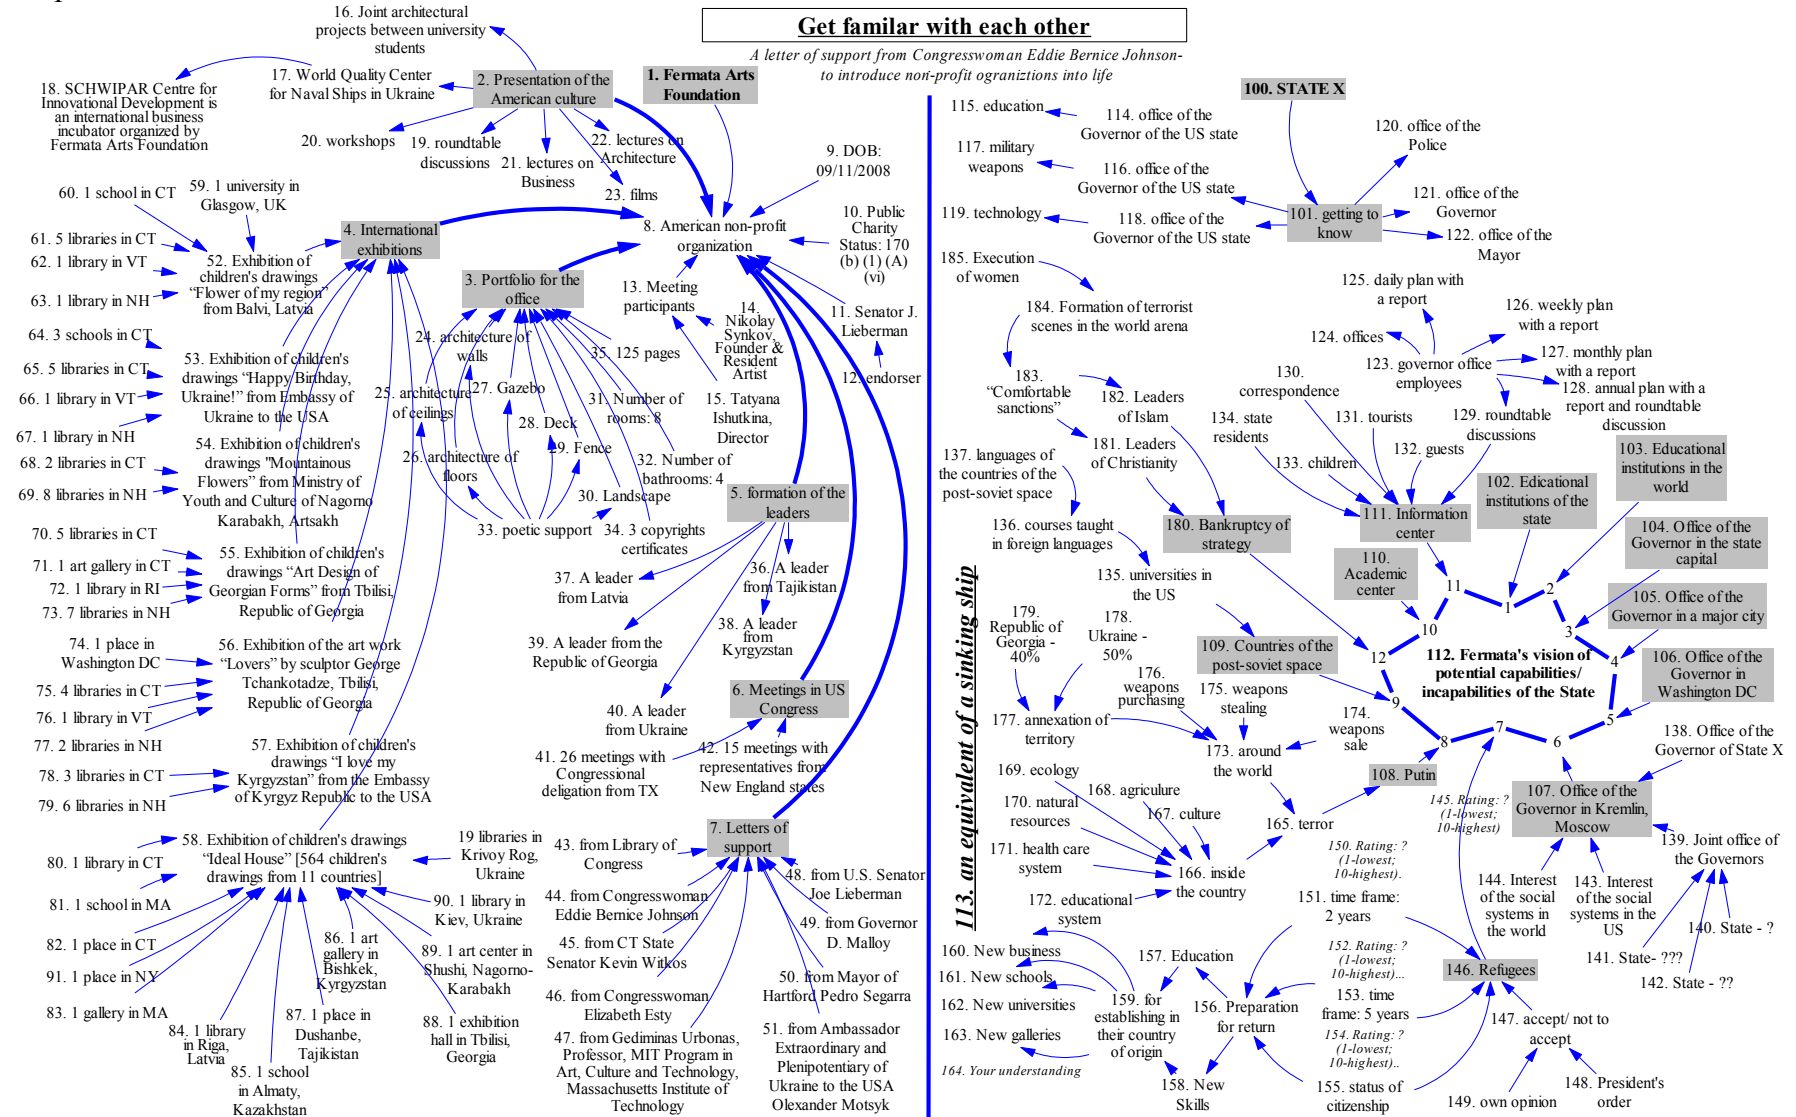 Get familar with each other
A letter of support from Congresswoman Eddie Bernice Johnson-
to introduce non-profit ogranizitions into life
16. Joint architectural
projects between university
students
17. World Quality Center
for Naval Ships in Ukraine
18. SCHWIPAR Centre for
Innovational Development is
an international business
incubator organized by
Fermata Arts Foundation
2. Presentation of the
American culture
1. Fermata Arts
Foundation
20. workshops
19. roundtable
discussions
21. lectures on
Business
22. lectures on
Architecture
23. films
9. DOB:
09/11/2008
10. Public
Charity
Status: 170
(b) (1) (A)
(vi)
8. American non-profit
organization
60. 1 school in CT
59. 1 university in
Glasgow, UK
4. International
exhibitions
61. 5 libraries in CT
62. 1 library in VT
63. 1 library in NH
52. Exhibition of
children's drawings
“Flower of my region”
from Balvi, Latvia
3. Portfolio for the
office
13. Meeting
participants
14.
Nikolay
Synkov,
Founder &
Resident
Artist
11. Senator J.
Lieberman
12. endorser
15. Tatyana
Ishutkina,
Director
64. 3 schools in CT
65. 5 libraries in CT
66. 1 library in VT
67. 1 library in NH
53. Exhibition of children's
drawings “Happy Birthday,
Ukraine!” from Embassy of
Ukraine to the USA
24. architecture of
walls
25. architecture
of ceilings
26. architecture of
floors
27. Gazebo
28. Deck
29. Fence
30. Landscape
31. Number of
rooms: 8
32. Number of
bathrooms: 4
33. poetic support
34. 3 copyrights
certificates
35. 125 pages
68. 2 libraries in CT
69. 8 libraries in NH
54. Exhibition of children's
drawings "Mountainous
Flowers” from Ministry of
Youth and Culture of Nagorno
Karabakh, Artsakh
70. 5 libraries in CT
71. 1 art gallery in CT
72. 1 library in RI
73. 7 libraries in NH
55. Exhibition of children's
drawings “Art Design of
Georgian Forms” from Tbilisi,
Republic of Georgia
5. formation of the
leaders
36. A leader
from Tajikistan
37. A leader
from Latvia
38. A leader
from
Kyrgyzstan
39. A leader from the
Republic of Georgia
40. A leader
from Ukraine
74. 1 place in
Washington DC
75. 4 libraries in CT
76. 1 library in VT
77. 2 libraries in NH
56. Exhibition of the art work
“Lovers” by sculptor George
Tchankotadze, Tbilisi,
Republic of Georgia
6. Meetings in US
Congress
41. 26 meetings with
Congressional
deligation from TX
42. 15 meetings with
representatives from
New England states
78. 3 libraries in CT
79. 6 libraries in NH
57. Exhibition of children's
drawings “I love my
Kyrgyzstan” from the Embassy
of Kyrgyz Republic to the USA
58. Exhibition of children's drawings
“Ideal House” [564 children's
drawings from 11 countries]
19 libraries in
Krivoy Rog,
Ukraine
80. 1 library in CT
81. 1 school in MA
82. 1 place in CT
91. 1 place in NY
83. 1 gallery in MA
84. 1 library
in Riga,
Latvia
85. 1 school
in Almaty,
Kazakhstan
86. 1 art
gallery in
Bishkek,
Kyrgyzstan
87. 1 place in
Dushanbe,
Tajikistan
88. 1 exhibition
hall in Tbilisi,
Georgia
89. 1 art center in
Shushi, Nagorno-
Karabakh
90. 1 library in
Kiev, Ukraine
7. Letters of
support
43. from Library of
Congress
44. from Congresswoman
Eddie Bernice Johnson
45. from CT State
Senator Kevin Witkos
46. from Congresswoman
Elizabeth Esty
47. from Gediminas Urbonas,
Professor, MIT Program in
Art, Culture and Technology,
Massachusetts Institute of
Technology
48. from U.S. Senator
Joe Lieberman
49. from Governor
D. Malloy
50. from Mayor of
Hartford Pedro Segarra
51. from Ambassador
Extraordinary and
Plenipotentiary of
Ukraine to the USA
Olexander Motsyk
113. an equivalent of a sinking ship
100. STATE X
115. education
114. office of the
Governor of the US state
117. military
weapons
116. office of the
Governor of the US state
119. technology
118. office of the
Governor of the US state
120. office of the
Police
121. office of the
Governor
101. getting to
know
122. office of the
Mayor
185. Execution
of women
184. Formation of terrorist
scenes in the world arena
183.
“Comfortable
sanctions”
182. Leaders
of Islam
181. Leaders
of Christianity
180. Bankruptcy of
strategy
125. daily plan with
a report
126. weekly plan
with a report
124. offices
123. governor office
employees
127. monthly plan
with a report
128. annual plan with a
report and roundtable
discussion
129. roundtable
discussions
130.
correspondence
131. tourists
132. guests
133. children
134. state
residents
111. Information
center
102. Edicational
institutions of the
state
103. Educational
institutions in the
world
104. Office of the
Governor in the state
capital
105. Office of the
Governor in a major city
106. Office of the
Governor in
Washington DC
110.
Academic
center
137. languages of
the countries of the
post-soviet space
136. courses taught
in foreign languages
135. universities in
the US
109. Countries of the
post-soviet space
11
1
2
3
4
5
6
7
8
9
12
10
112. Fermata's vision of
potential capabilities/
incapabilities of the State
179.
Republic of
Georgia -
40%
178.
Ukraine -
50%
177. annexation of
territory
176.
weapons
purchasing
175. weapons
stealing
174.
weapons
sale
173. around
the world
108. Putin
169. ecology
168. agriculure
170. natural
resources
167. culture
171. health care
system
172. educational
system
166. inside
the country
165. terror
145. Rating: ?
(1-lowest;
10-highest)
107. Office of the
Governor in Kremlin,
Moscow
138. Office of the
Governor of State X
139. Joint office of
the Governors
144. Interest
of the social
systems in
the world
143. Interest
of the social
systems in the
US
140. State - ?
141. State- ???
142. State - ??
150. Rating: ?
(1-lowest;
10-highest).
151. time frame:
2 years
152. Rating: ?
(1-lowest;
10-highest)...
153. time
frame: 5 years
154. Rating: ?
(1-lowest;
10-highest)..
155. status of
citizenship
146. Refugees
147. accept/ not to
accept
148. President's
order
149. own opinion
160. New business
161. New schools
162. New universities
163. New galleries
164. Your understanding
157. Education
159. for
establishing in
their country
of origin
156. Preparation
for return
158. New
Skills